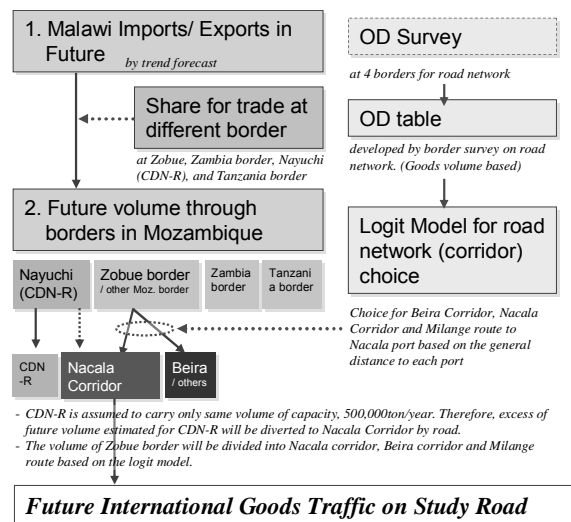 1. Malawi Imports/ Exports in
Future
by trend forecast
Share for trade at
different border
at Zobue, Zambia border, Nayuchi
(CDN-R), and Tanzania border
2. Future volume through
borders in Mozambique
Nayuchi
(CDN-R)
Zobue border
/ other Moz. border
Zambia
border
Tanzani
a border
CDN
-R
Nacala
Corridor
Beira
/ others
OD Survey
at 4 borders for road network
OD table
developed by border survey on road
network. (Goods volume based)
Logit Model for road
network (corridor)
choice
Choice for Beira Corridor, Nacala
Corridor and Milange route to
Nacala port based on the general
distance to each port
- CDN-R is assumed to carry only same volume of capacity, 500,000ton/year. Therefore, excess of
future volume estimated for CDN-R will be diverted to Nacala Corridor by road.
- The volume of Zobue border will be divided into Nacala corridor, Beira corridor and Milange
route based on the logit model.
Future International Goods Traffic on Study Road